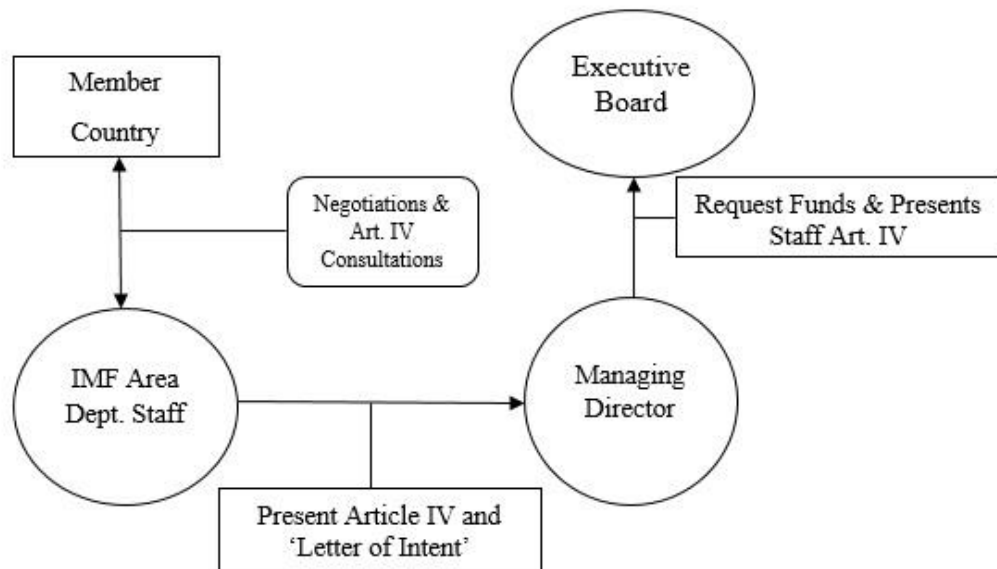 Member
Country
Executive
Board
Negotiations &
Art. IV
Consultations
Request Funds & Presents
Staff Art. IV
IMF Area
Dept. Staff
Managing
Director
Present Article IV and
‘Letter of Intent’